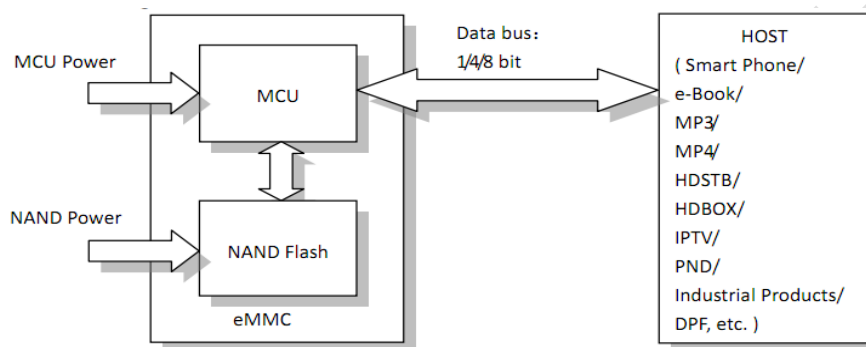 MCU Power
MCU
NAND Power
NAND Flash
eMMC
Data bus：
1/4/8 bit
HOST
( Smart Phone/
e-Book/
MP3/
MP4/
HDSTB/
HDBOX/
IPTV/
PND/
Industrial Products/
DPF, etc. )